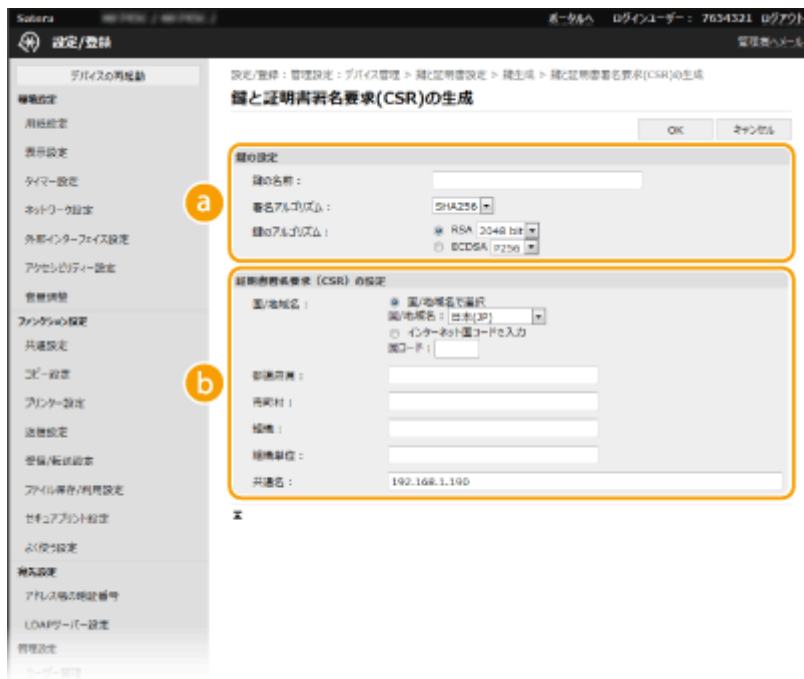 Satera
ポータルへ ログインユーザー： 7634321 ログアウト
設定/登録
管理者へメール
デバイスの再起動
環境設定
用紙設定
表示設定
タイマー設定
ネットワーク設定
外部インターフェイス設定
アクセシビリティー設定
音量調整
ファンクション設定
共通設定
コピー設定
プリンター設定
送信設定
受信/転送設定
ファイル保存/利用設定
セキュアプリント設定
よく使う設定
宛先設定
アドレス帳の暗証番号
LDAPサーバー設定
管理設定
ユーザー管理
設定/登録：管理設定：デバイス管理 > 鍵と証明書設定 > 鍵生成 > 鍵と証明書署名要求(CSR)の生成
鍵と証明書署名要求(CSR)の生成
OK キャンセル
a
鍵の設定
鍵の名前：
署名アルゴリズム： SHA256
鍵のアルゴリズム： RSA 2048 bit
ECDSA P256
b
証明書署名要求（CSR）の設定
国/地域名： 国/地域名で選択
国/地域名：日本(JP)
インターネット国コードで入力
国コード：
都道府県：
市町村：
組織：
組織単位：
共通名： 192.168.1.190